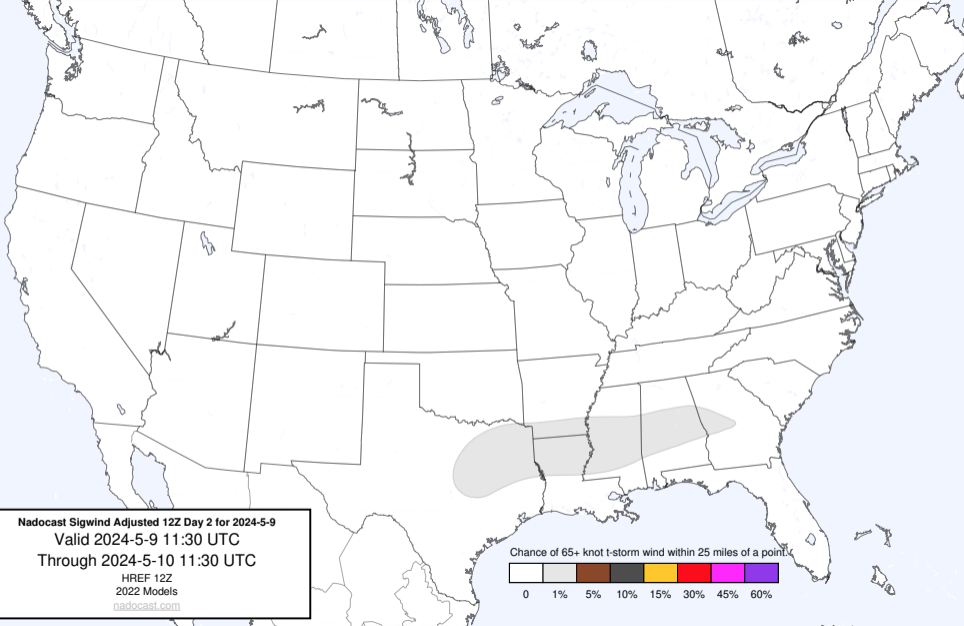 Nadocast Sigwind Adjusted 12Z Day 2 for 2024-5-9
Valid 2024-5-9 11:30 UTC
Through 2024-5-10 11:30 UTC
HREF 12Z
2022 Models
nadocast.com
Chance of 65+ knot t-storm wind within 25 miles of a point.
0 1% 5% 10% 15% 30% 45% 60%